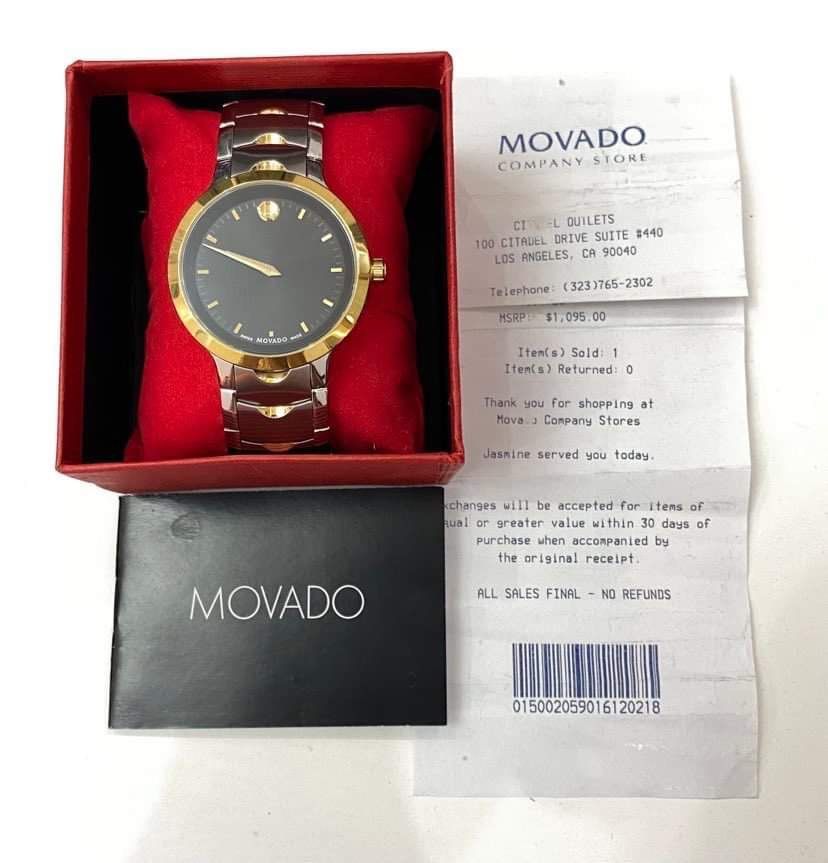 SWISS MOVADO MADE
MOVADO
MOVADO
COMPANY STORE
OUTLETS
100 CITADEL DRIVE SUITE #440
LOS ANGELES, CA 90040
Telephone: (323)765-2302
MSRP: $1,095.00
Item(s) Sold: 1
Item(s) Returned: 0
Thank you for shopping at
Company Stores
Jasmine served you today.
xchanges will be accepted for items of
qual or greater value within 30 days of
purchase when accompanied by
the original receipt.
ALL SALES FINAL - NO REFUNDS
015002059016120218